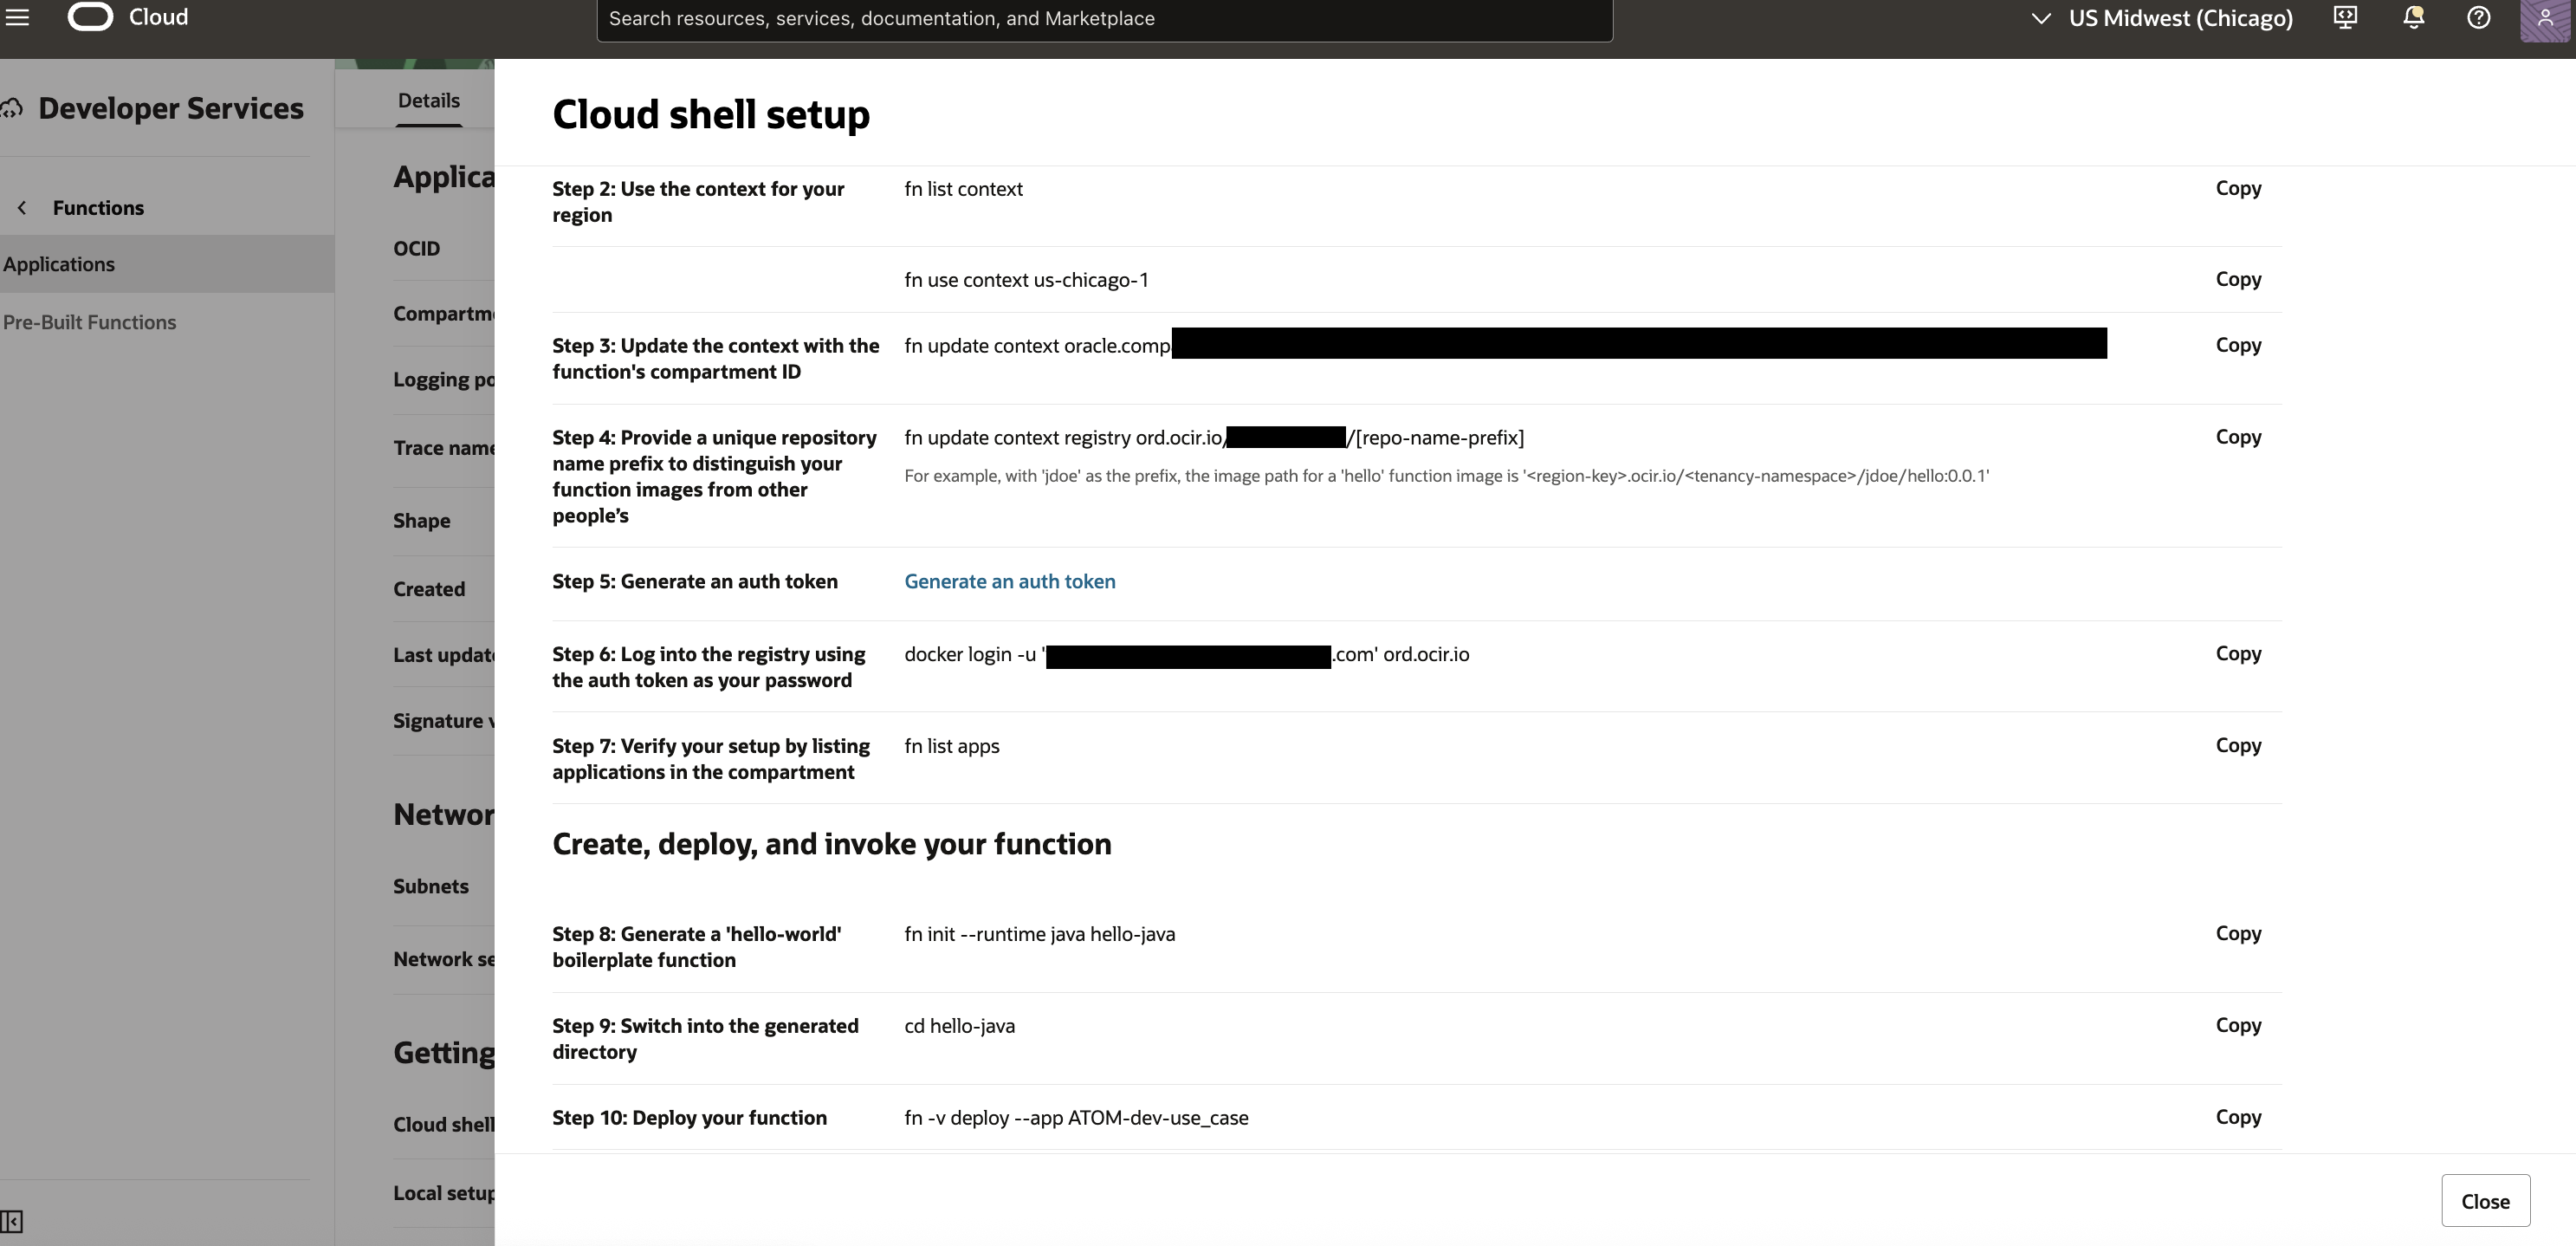 Cloud
Search resources, services, documentation, and Marketplace
US Midwest (Chicago)
Developer Services
Functions
Applications
Pre-Built Functions
Details
OCID
Shape
Created
Subnets
Cloud shell setup
Step 2: Use the context for your
region
fn list context
Copy
fn use context us-chicago-1
Copy
Step 3: Update the context with the
function's compartment ID
fn update context oracle.comp
Copy
Step 4: Provide a unique repository
name prefix to distinguish your
function images from other
people’s
fn update context registry ord.ocir.io/ /[repo-name-prefix]
For example, with 'jdoe' as the prefix, the image path for a 'hello' function image is '<region-key>.ocir.io/<tenancy-namespace>/jdoe/hello:0.0.1'
Copy
Step 5: Generate an auth token
Generate an auth token
Step 6: Log into the registry using
the auth token as your password
docker login -u ' .com' ord.ocir.io
Copy
Step 7: Verify your setup by listing
applications in the compartment
fn list apps
Copy
Create, deploy, and invoke your function
Step 8: Generate a 'hello-world'
boilerplate function
fn init --runtime java hello-java
Copy
Step 9: Switch into the generated
directory
cd hello-java
Copy
Step 10: Deploy your function
fn -v deploy --app ATOM-dev-use_case
Copy
Getting
Cloud shell
Local setup
Trace name
Logging
Signature
Network
Close